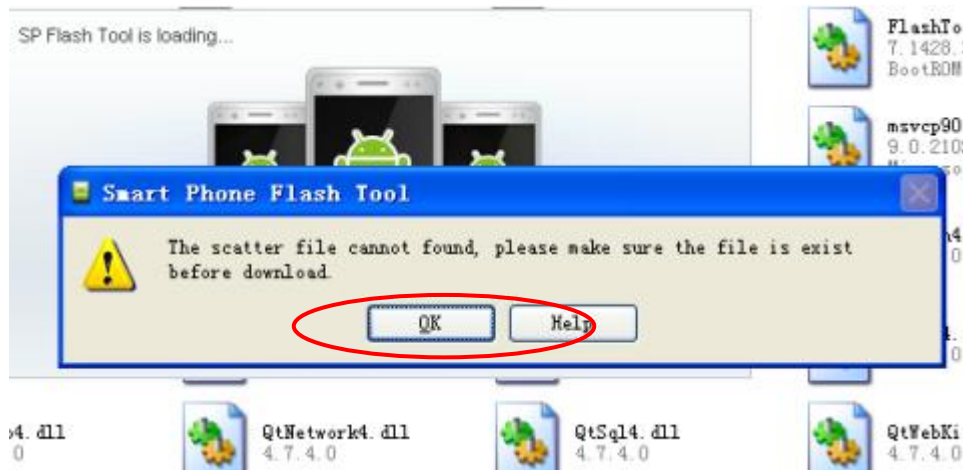 SP Flash Tool is loading...
7.1428.
BootROM
msvcp90
9.0.210
Smart Phone Flash Tool
The scatter file cannot found, please make sure the file is exist
before download.
OK
Help
4.dll
0
QtNetwork4.dll
4.7.4.0
QtSql4.dll
4.7.4.0
QtWebKi
4.7.4.0